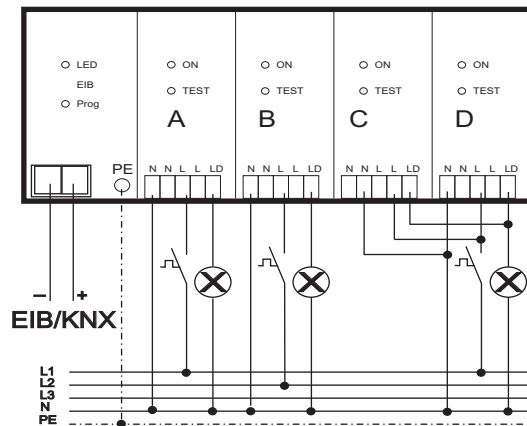 LED
EIB
Prog
PE
ON
TEST
A
N N L L LD
ON
TEST
B
N N L L LD
ON
TEST
C
N N L L LD
ON
TEST
D
N N L L LD
– +
EIB/KNX
L1
L2
L3
N
PE